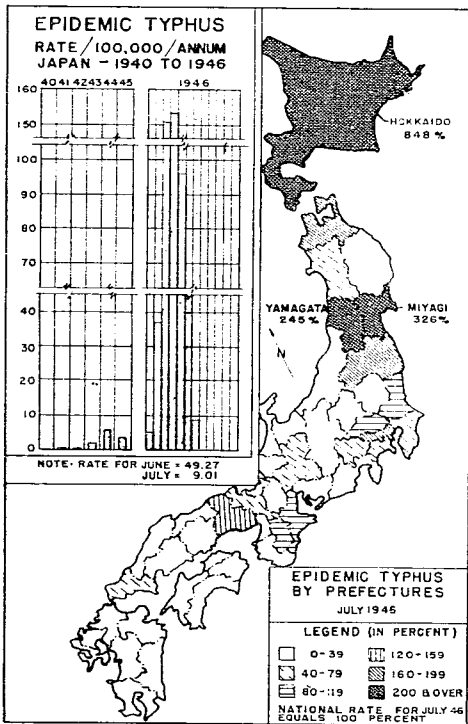 EPIDEMIC TYPHUS
RATE/100,000/ANNUM
JAPAN - 1940 TO 1946
40 41 42 43 44 45
1946
160
150
100
90
80
70
40
30
20
10
0
NOTE· RATE FOR JUNE = 49.27
JULY = 9.01
HOKKAIDO
848 %
YAMAGATA
245%
MIYAGI
326%
N
EPIDEMIC TYPHUS
BY PREFECTURES
JULY 1946
LEGEND (IN PERCENT)
0-39
120-159
40-79
160-199
80-119
200 & OVER
NATIONAL RATE FOR JULY 46
EQUALS 100 PERCENT